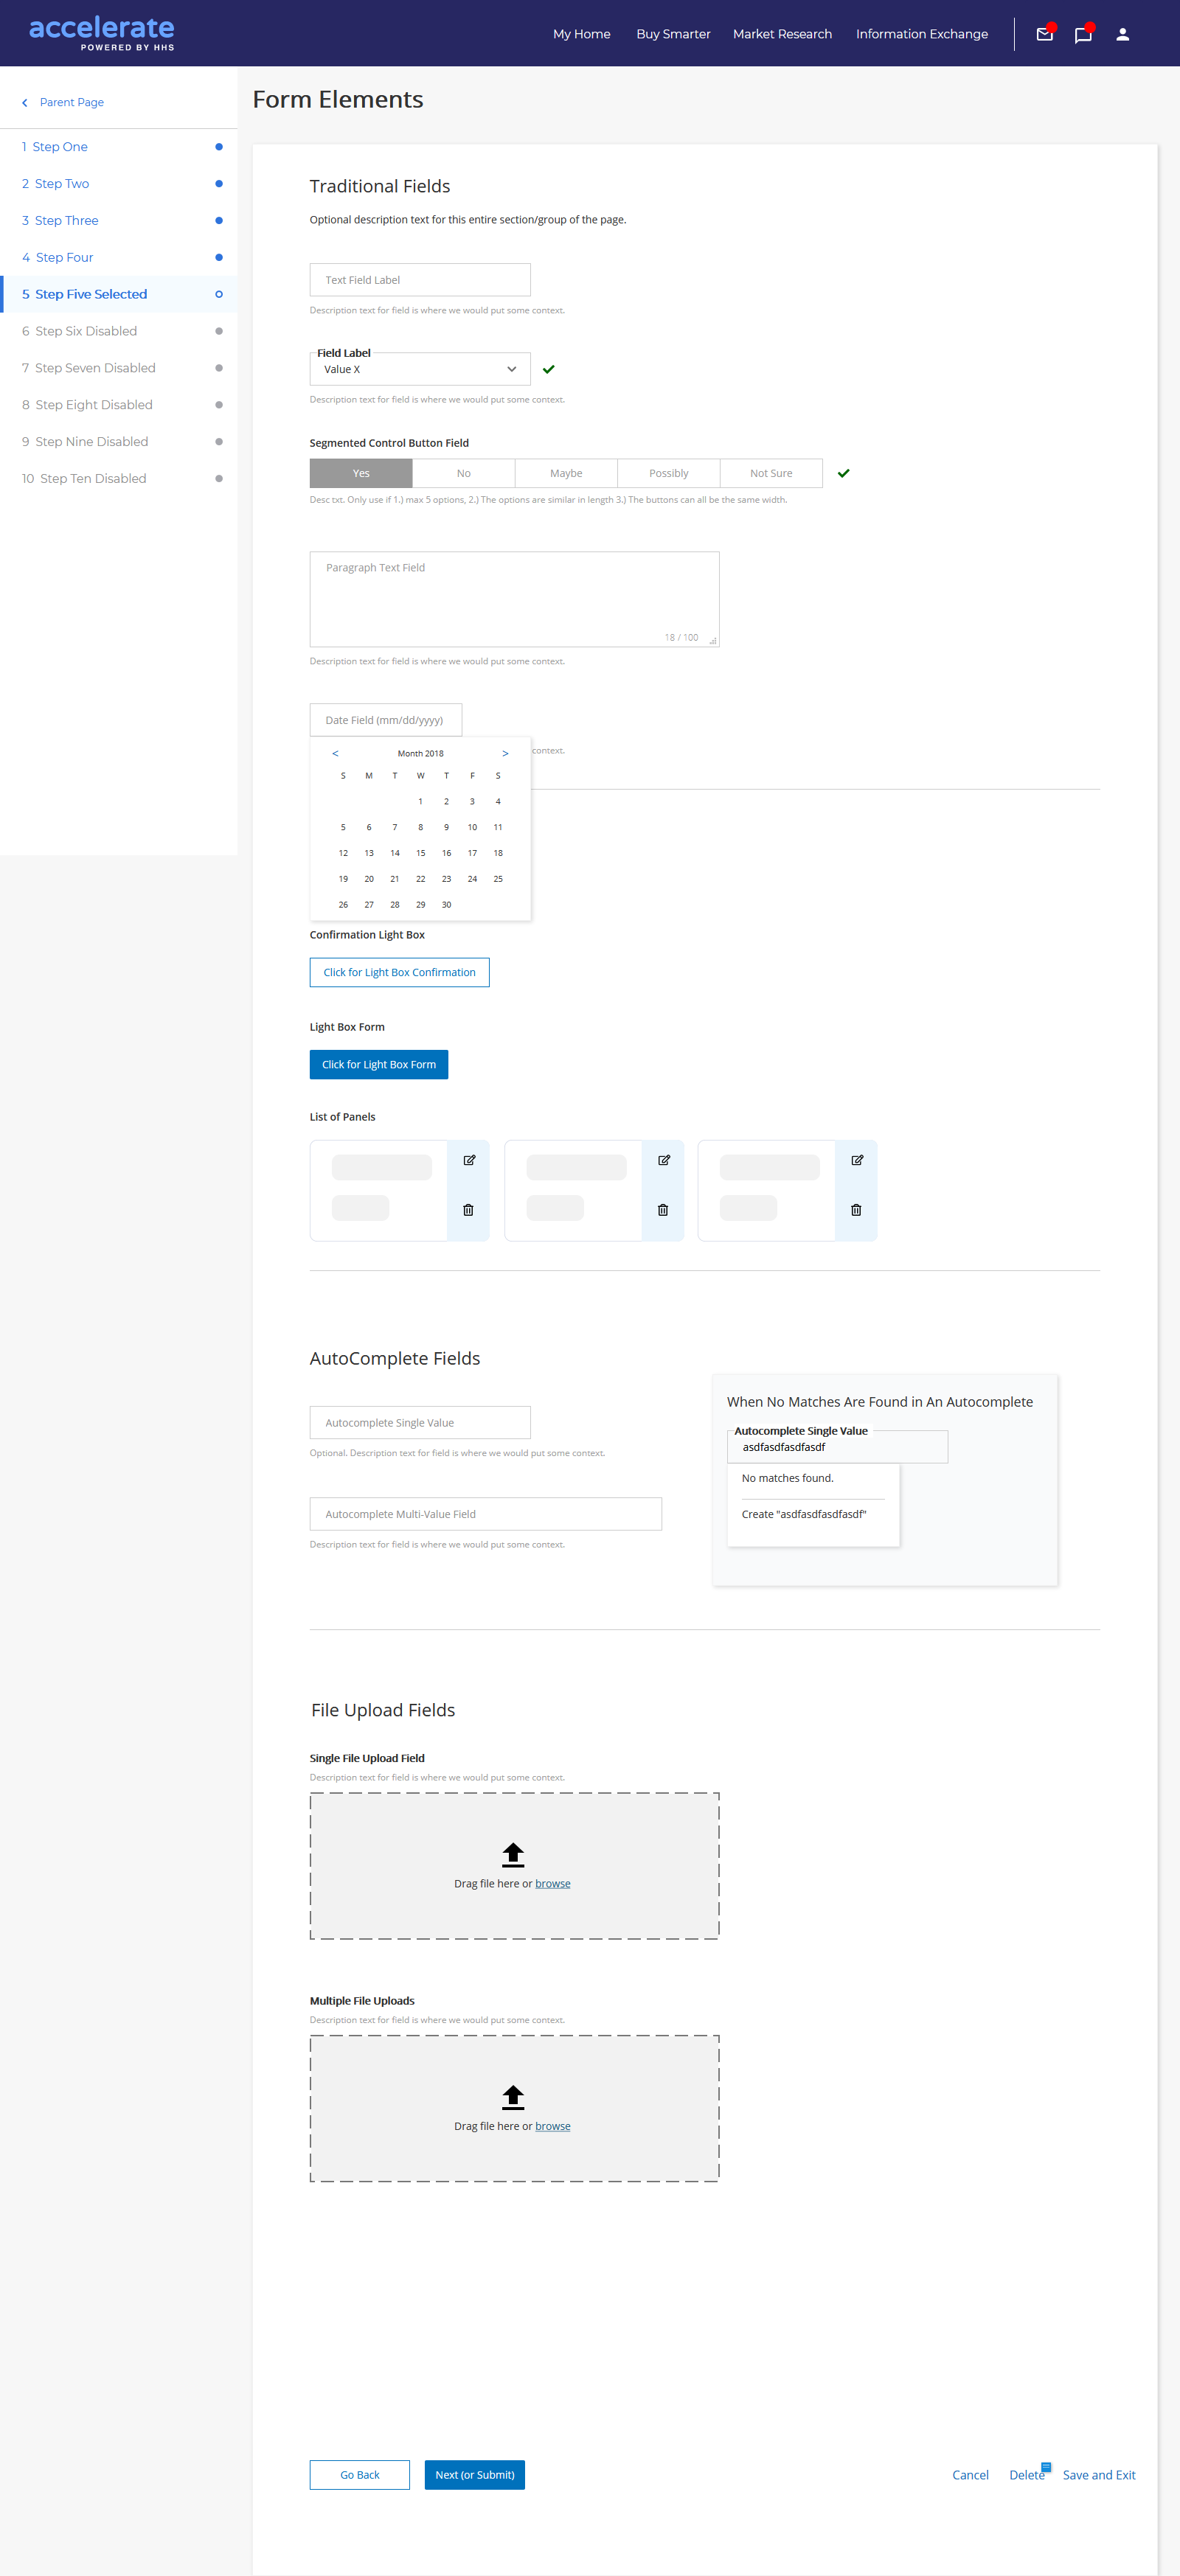 accelerate
POWERED BY HHS
My Home
Buy Smarter
Market Research
Information Exchange
Parent Page
1 Step One
2 Step Two
3 Step Three
4 Step Four
5 Step Five Selected
6 Step Six Disabled
7 Step Seven Disabled
8 Step Eight Disabled
9 Step Nine Disabled
10 Step Ten Disabled
Form Elements
Traditional Fields
Optional description text for this entire section/group of the page.
Text Field Label
Description text for field is where we would put some context.
Field Label
Value X
Description text for field is where we would put some context.
Segmented Control Button Field
Yes
No
Maybe
Possibly
Not Sure
Desc txt. Only use if 1.) max 5 options, 2.) The options are similar in length 3.) The buttons can all be the same width.
Paragraph Text Field
18 / 100
Description text for field is where we would put some context.
Date Field (mm/dd/yyyy)
context.
< Month 2018 >
S M T W T F S
1 2 3 4
5 6 7 8 9 10 11
12 13 14 15 16 17 18
19 20 21 22 23 24 25
26 27 28 29 30
Confirmation Light Box
Click for Light Box Confirmation
Light Box Form
Click for Light Box Form
List of Panels
AutoComplete Fields
Autocomplete Single Value
Optional. Description text for field is where we would put some context.
Autocomplete Multi-Value Field
Description text for field is where we would put some context.
When No Matches Are Found in An Autocomplete
Autocomplete Single Value
asdfasdfasdfasdf
No matches found.
Create "asdfasdfasdfasdf"
File Upload Fields
Single File Upload Field
Description text for field is where we would put some context.
Drag file here or browse
Multiple File Uploads
Description text for field is where we would put some context.
Drag file here or browse
Go Back
Next (or Submit)
Cancel
Delete
Save and Exit